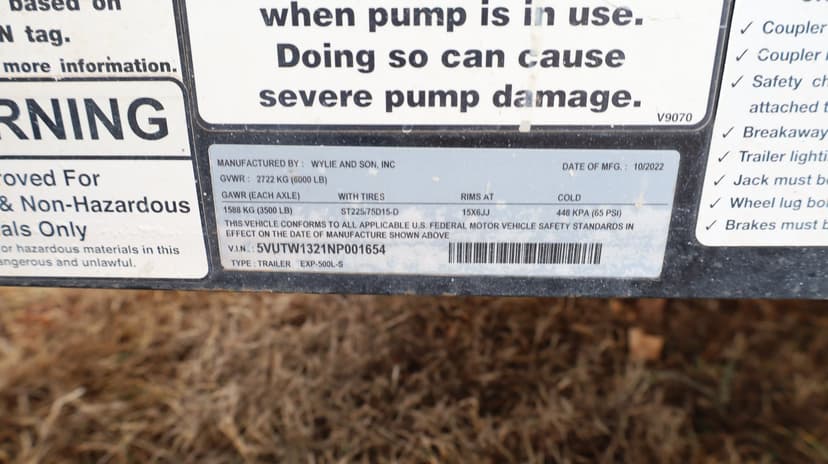 based on
N tag.
more information.
RNING
roved For
& Non-Hazardous
als Only
or hazardous materials in this
angerous and unlawful.
when pump is in use.
Doing so can cause
severe pump damage.
V9070
MANUFACTURED BY : WYLIE AND SON, INC DATE OF MFG. : 10/2022
GVWR : 2722 KG (6000 LB)
GAWR (EACH AXLE) WITH TIRES RIMS AT COLD
1588 KG (3500 LB) ST225/75D15-D 15X6JJ 448 KPA (65 PSI)
THIS VEHICLE CONFORMS TO ALL APPLICABLE U.S. FEDERAL MOTOR VEHICLE SAFETY STANDARDS IN
EFFECT ON THE DATE OF MANUFACTURE SHOWN ABOVE
V.I.N.: 5VUTW1321NP001654
TYPE : TRAILER EXP-500L-S
✓ Coupler
✓ Coupler
✓ Safety ch
attached t
✓ Breakaway
✓ Trailer lighti
✓ Jack must b
✓ Wheel lug bo
✓ Brakes must b